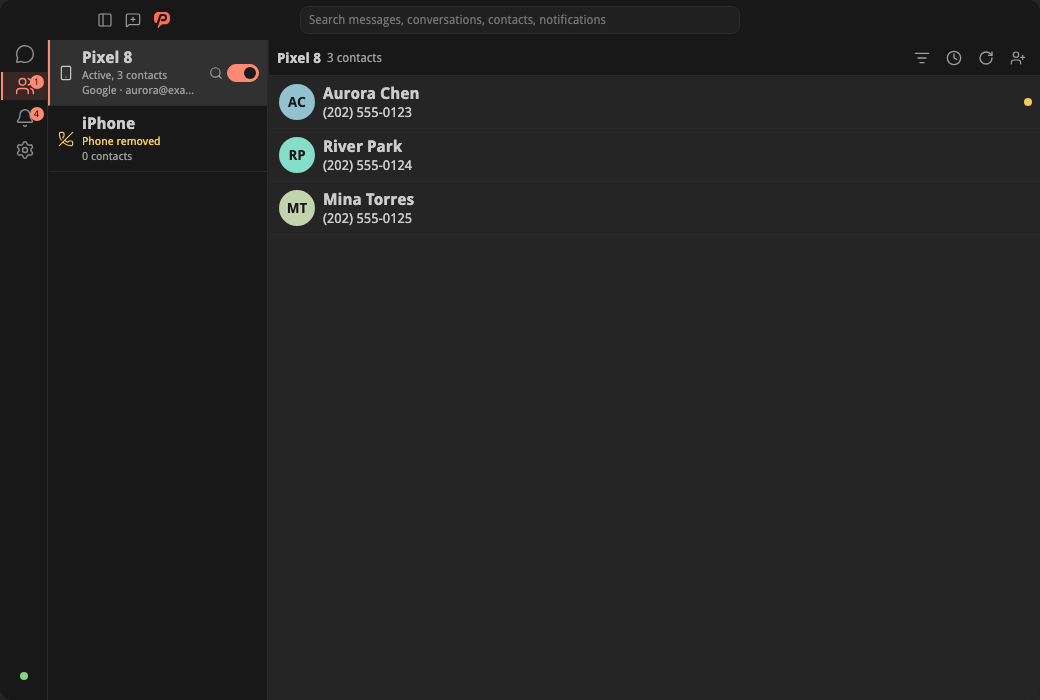 Search messages, conversations, contacts, notifications
1
4
Pixel 8
Active, 3 contacts
Google · aurora@exa...
iPhone
Phone removed
0 contacts
Pixel 8 3 contacts
AC
Aurora Chen
(202) 555-0123
RP
River Park
(202) 555-0124
MT
Mina Torres
(202) 555-0125